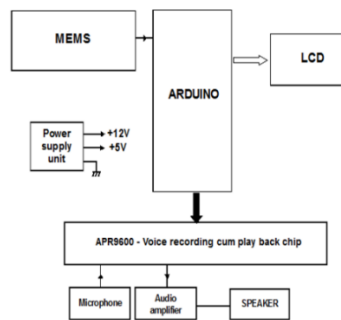 MEMS
ARDUINO
LCD
Power
supply
unit
+12V
+5V
APR9600 - Voice recording cum play back chip
Microphone
Audio
amplifier
SPEAKER